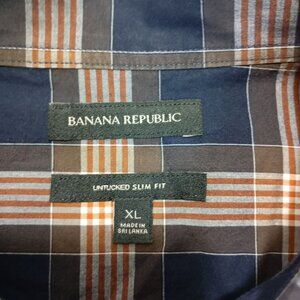 BANANA REPUBLIC
UNTUCKED SLIM FIT
XL
MADE IN
SRI LANKA